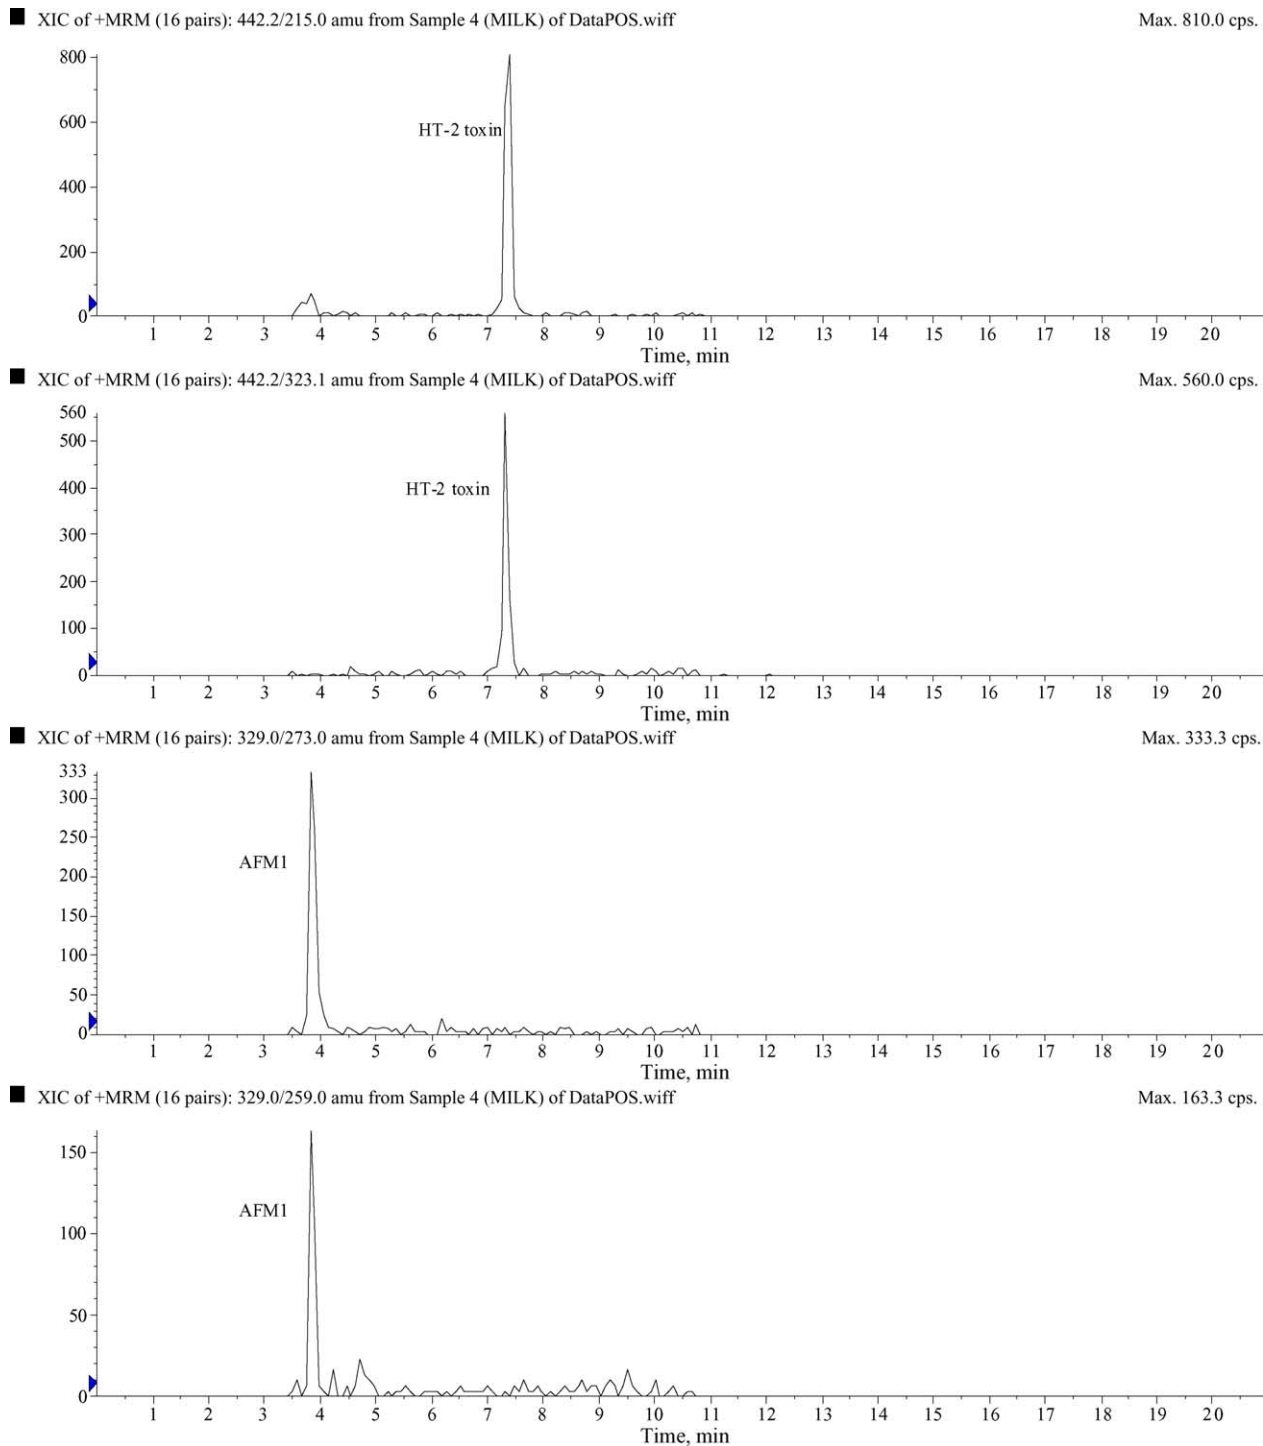 XIC of +MRM (16 pairs): 442.2/215.0 amu from Sample 4 (MILK) of DataPOS.wiff Max. 810.0 cps.
800
600
HT-2 toxin
400
200
0
1 2 3 4 5 6 7 8 9 10 11 12 13 14 15 16 17 18 19 20
Time, min
XIC of +MRM (16 pairs): 442.2/323.1 amu from Sample 4 (MILK) of DataPOS.wiff Max. 560.0 cps.
560
500
400
HT-2 toxin
300
200
100
0
1 2 3 4 5 6 7 8 9 10 11 12 13 14 15 16 17 18 19 20
Time, min
XIC of +MRM (16 pairs): 329.0/273.0 amu from Sample 4 (MILK) of DataPOS.wiff Max. 333.3 cps.
333
300
250
AFM1
200
150
100
50
0
1 2 3 4 5 6 7 8 9 10 11 12 13 14 15 16 17 18 19 20
Time, min
XIC of +MRM (16 pairs): 329.0/259.0 amu from Sample 4 (MILK) of DataPOS.wiff Max. 163.3 cps.
150
AFM1
100
50
0
1 2 3 4 5 6 7 8 9 10 11 12 13 14 15 16 17 18 19 20
Time, min